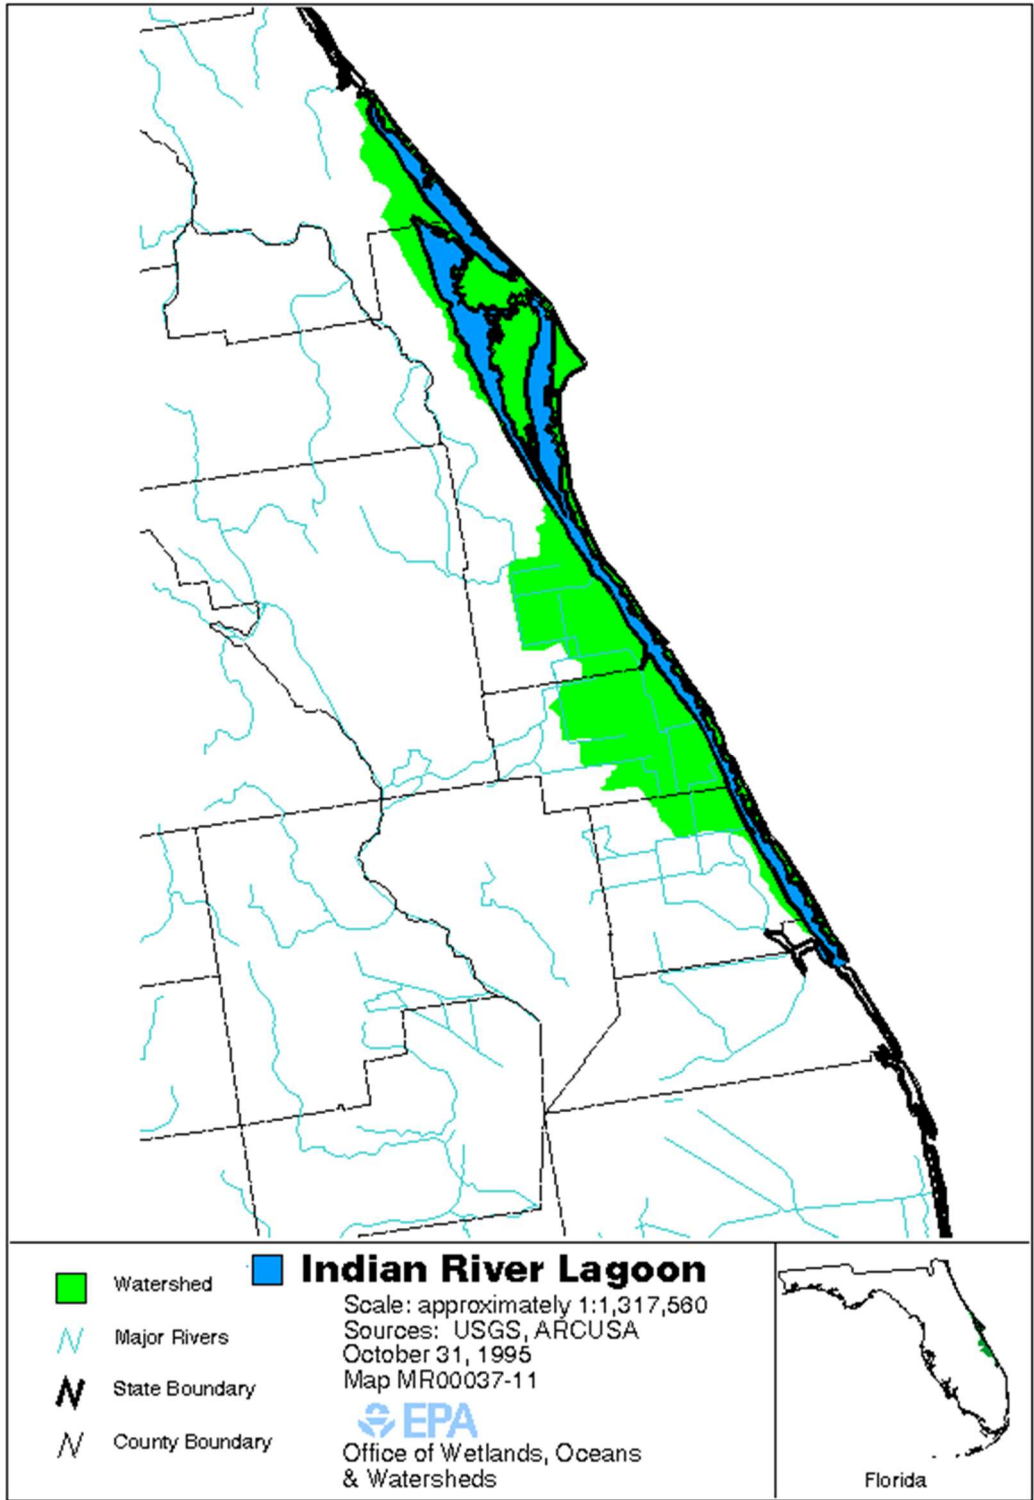 Watershed
Major Rivers
State Boundary
County Boundary
Indian River Lagoon
Scale: approximately 1:1,317,560
Sources: USGS, ARCUSA
October 31, 1995
Map MR00037-11
EPA
Office of Wetlands, Oceans
& Watersheds
Florida